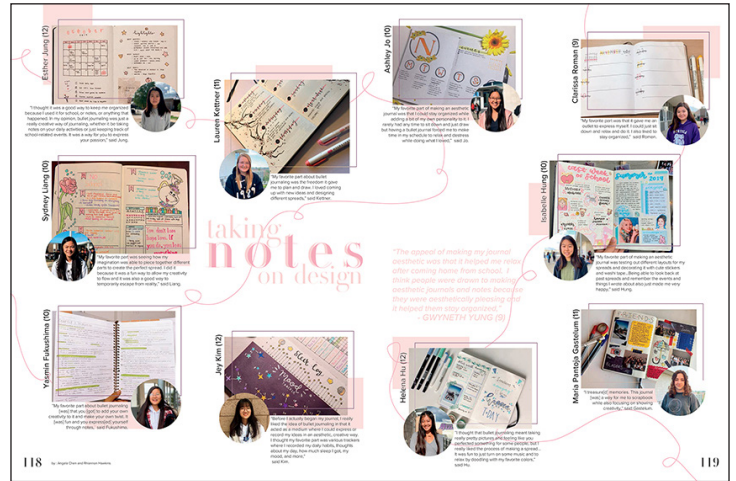 Esther Jung (12)
"I thought it was a good way to keep me organized
because I used it for school, or notes, or anything that
happened. In my opinion, bullet journaling was just a
really creative way of journaling, whether it be taking
notes on your daily activities or just keeping track of
school-related events. It was a way for you to express
your passion," said Jung.
Lauren Kettner (11)
"My favorite part of bullet
journaling was the freedom it gave
me to plan and draw. I loved coming
up with new ideas and designing
different spreads," said Kettner.
Sydney Liang (10)
"My favorite part was seeing how my
imagination was able to piece together different
parts to create the perfect spread. I did it
because it was a fun way to allow my creativity
to flow and it was also a good way to
temporarily escape from reality," said Liang.
Yasmin Fukushima (10)
"My favorite part about bullet journaling
[was] that you [got] to add your own
creativity to it and make your own twist. It
[was] fun and you express[ed] yourself
through notes," said Fukushima.
Jey Kim (12)
Sleep Log
Mood
"Before I actually began my journal, I really
liked the idea of bullet journaling in that it
acted as a medium where I could express or
record my ideas in an aesthetic, creative way.
I thought my favorite part was various trackers
where I recorded my daily habits, thoughts
about my day, how much sleep I got, my
mood, and more,"
said Kim.
taking
notes
on design
Ashley Jo (10)
"My favorite part of making an aesthetic
journal was that I could stay organized while
adding a bit of my own personality to it. I
rarely had any time to sit down and just draw
but having a bullet journal forced me to make
time in my schedule to relax and destress
while doing what I loved," said Jo.
Clarissa Roman (9)
"My favorite part was that it gave me an
outlet to express myself. I could just sit
down and relax and do it. I also liked to
stay organized," said Roman.
Isabelle Hung (10)
"My favorite part of making an aesthetic
journal was testing out different layouts for my
spreads and decorating it with cute stickers
and washi tape. Being able to look back at
past spreads and remember the events and
things I wrote about also just made me very
happy," said Hung.
"The appeal of making my journal
aesthetic was that it helped me relax
after coming home from school. I
think people were drawn to making
aesthetic journals and notes because
they were aesthetically pleasing and
it helped them stay organized,"
- GWYNETH YUNG (9)
Helena Hu (12)
"I thought that bullet journaling meant taking
really pretty pictures and feeling like you
perfected something for some people, but I
really liked the process of making a spread...
It was fun to just turn on some music and to
relax by doodling with my favorite colors,"
said Hu.
Maria Pantoja Gastelum (11)
"I treasure[d] memories. This journal
[was] a way for me to scrapbook
while also focusing on showing
creativity," said Gastelum.
118
119